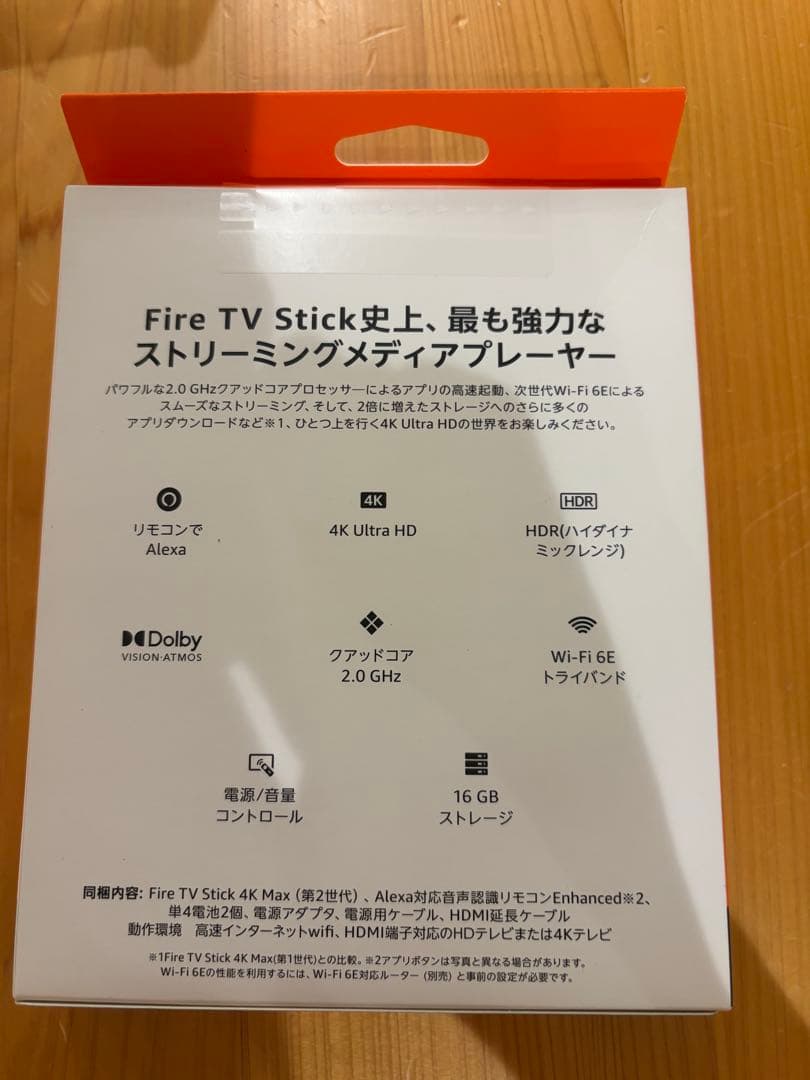 Fire TV Stick史上、最も強力な
ストリーミングメディアプレーヤー
パワフルな2.0 GHzクアッドコアプロセッサーによるアプリの高速起動、次世代Wi-Fi 6Eによる
スムーズなストリーミング、そして、2倍に増えたストレージへのさらに多くの
アプリダウンロードなど※1、ひとつ上を行く4K Ultra HDの世界をお楽しみください。
リモコンで
Alexa
4K
4K Ultra HD
HDR
HDR(ハイダイナ
ミックレンジ)
Dolby
VISION·ATMOS
クアッドコア
2.0 GHz
Wi-Fi 6E
トライバンド
電源/音量
コントロール
16 GB
ストレージ
同梱内容: Fire TV Stick 4K Max（第2世代）、Alexa対応音声認識リモコンEnhanced※2、
単4電池2個、電源アダプタ、電源用ケーブル、HDMI延長ケーブル
動作環境　高速インターネットwifi、HDMI端子対応のHDテレビまたは4Kテレビ
※1Fire TV Stick 4K Max(第1世代)との比較。※2アプリボタンは写真と異なる場合があります。
Wi-Fi 6Eの性能を利用するには、Wi-Fi 6E対応ルーター（別売）と事前の設定が必要です。